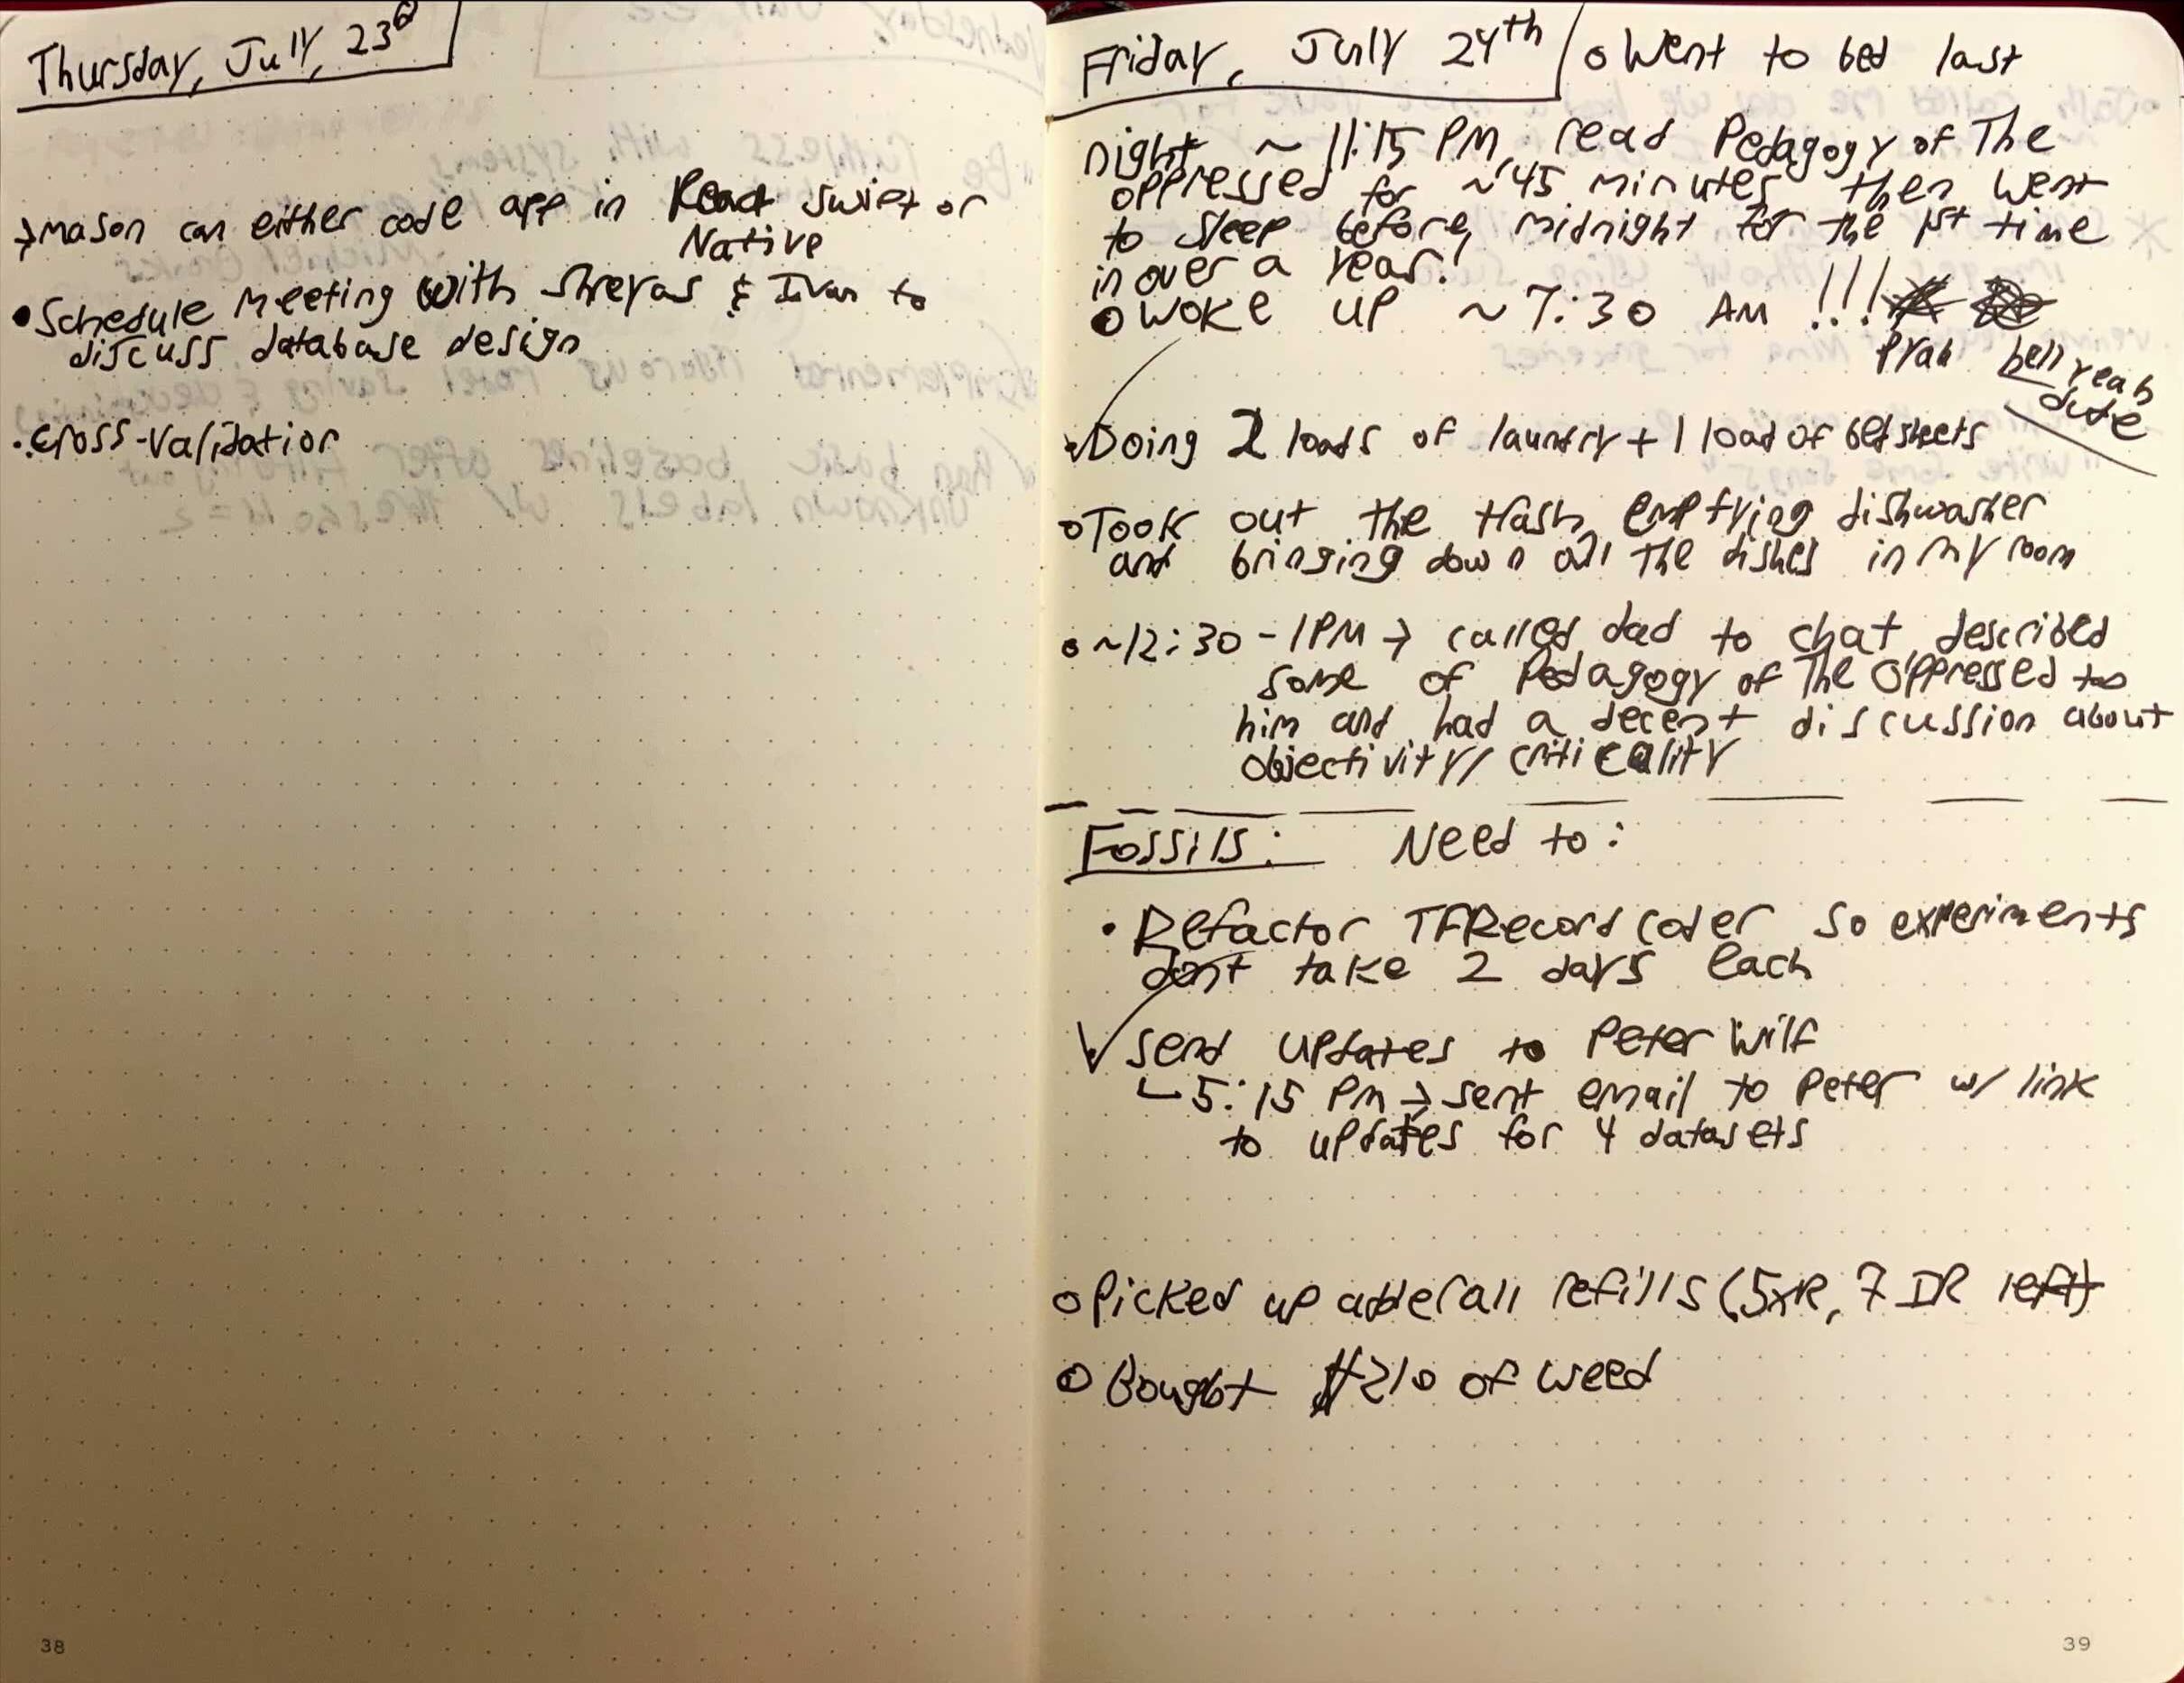 Thursday, July, 23
→Mason can either code app in React Swift or
Native
•Schedule meeting with Shreyas & Ivan to
discuss database design
•Cross-Validation
38
Friday, July 24th
○Went to bed last
night ~11:15 PM, read Pedagogy of The
Oppressed for ~45 minutes, then went
to sleep before midnight for the 1st time
in over a year!
○Woke up ~7:30 AM !!!
Yeah hell yeah
dude
✓Doing 2 loads of laundry + 1 load of bedsheets
○Took out the trash, emptying dishwasher
and bringing down all the dishes in my room
○~12:30-1PM → called dad to chat, described
some of Pedagogy of The Oppressed to
him and had a decent discussion about
objectivity/criticality
Fossils: Need to:
•Refactor TFRecordCoder so experiments
dont take 2 days each
✓Send updates to Peter Wilf
↳5:15 PM→sent email to Peter w/ link
to updates for 4 datasets
○Picked up adderall refills (5xR, 7 IR left)
○Bought $210 of weed
39